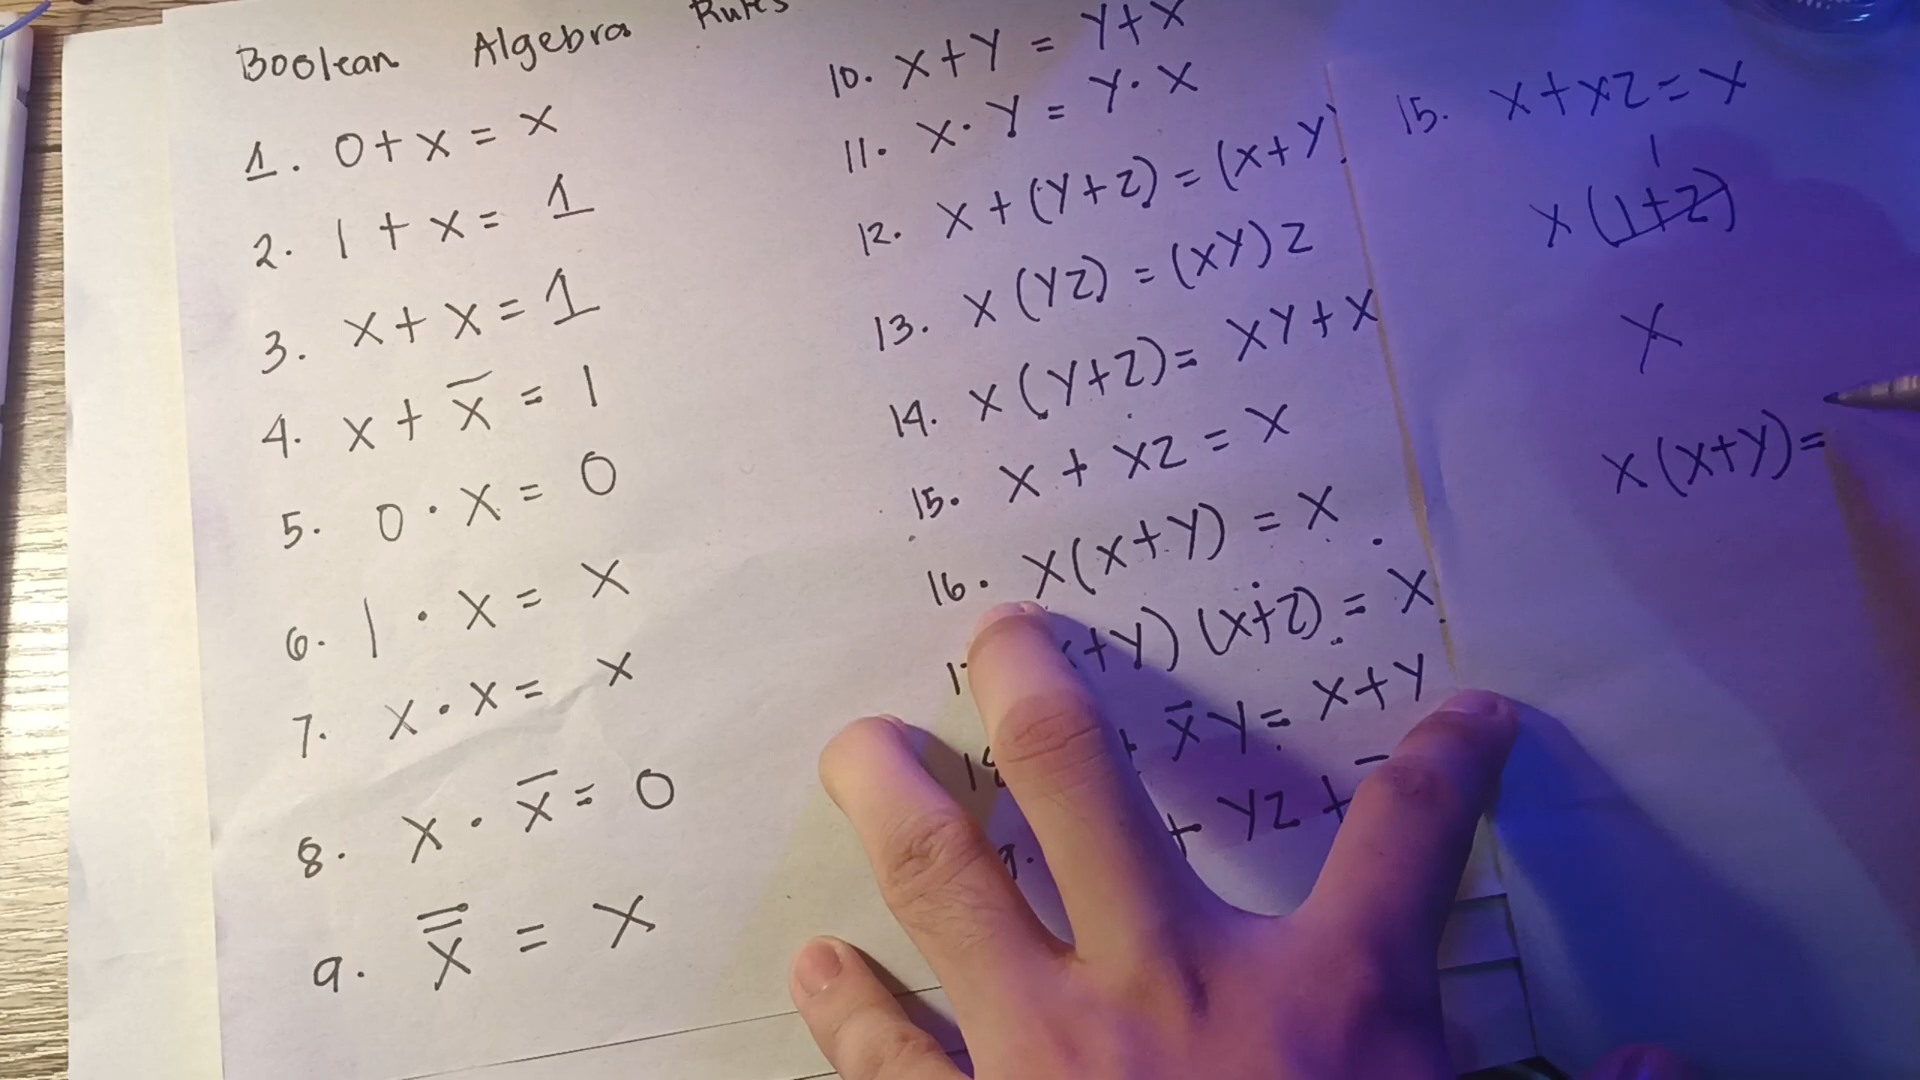 Boolean Algebra Rules
1. 0 + x = x
2. 1 + x = 1
3. x + x = 1
4. x + x̅ = 1
5. 0 · x = 0
6. 1 · x = x
7. x · x = x
8. x · x̅ = 0
9. x̿ = x
10. x + y = y + x
11. x · y = y · x
12. x + (y + z) = (x + y)
13. x (yz) = (xy) z
14. x (y + z) = xy + x
15. x + xz = x
16. x (x + y) = x
+ y) (x + z) = x
x̅ y = x + y
+ yz +
15. x + xz = x
1
x (1 + z)
x
x (x + y) =